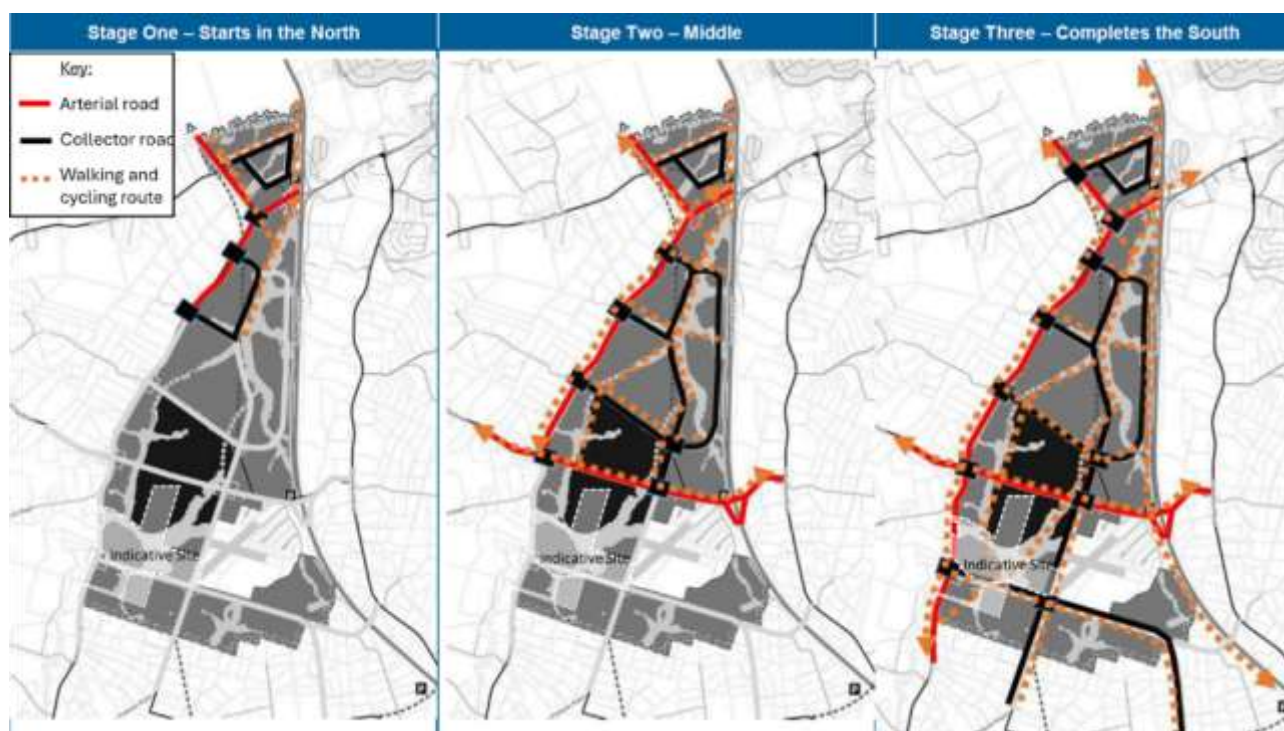 Stage One – Starts in the North
Stage Two – Middle
Stage Three – Completes the South
Key:
Arterial road
Collector road
Walking and
cycling route
Indicative Site
Indicative Site
Indicative Site
P
P